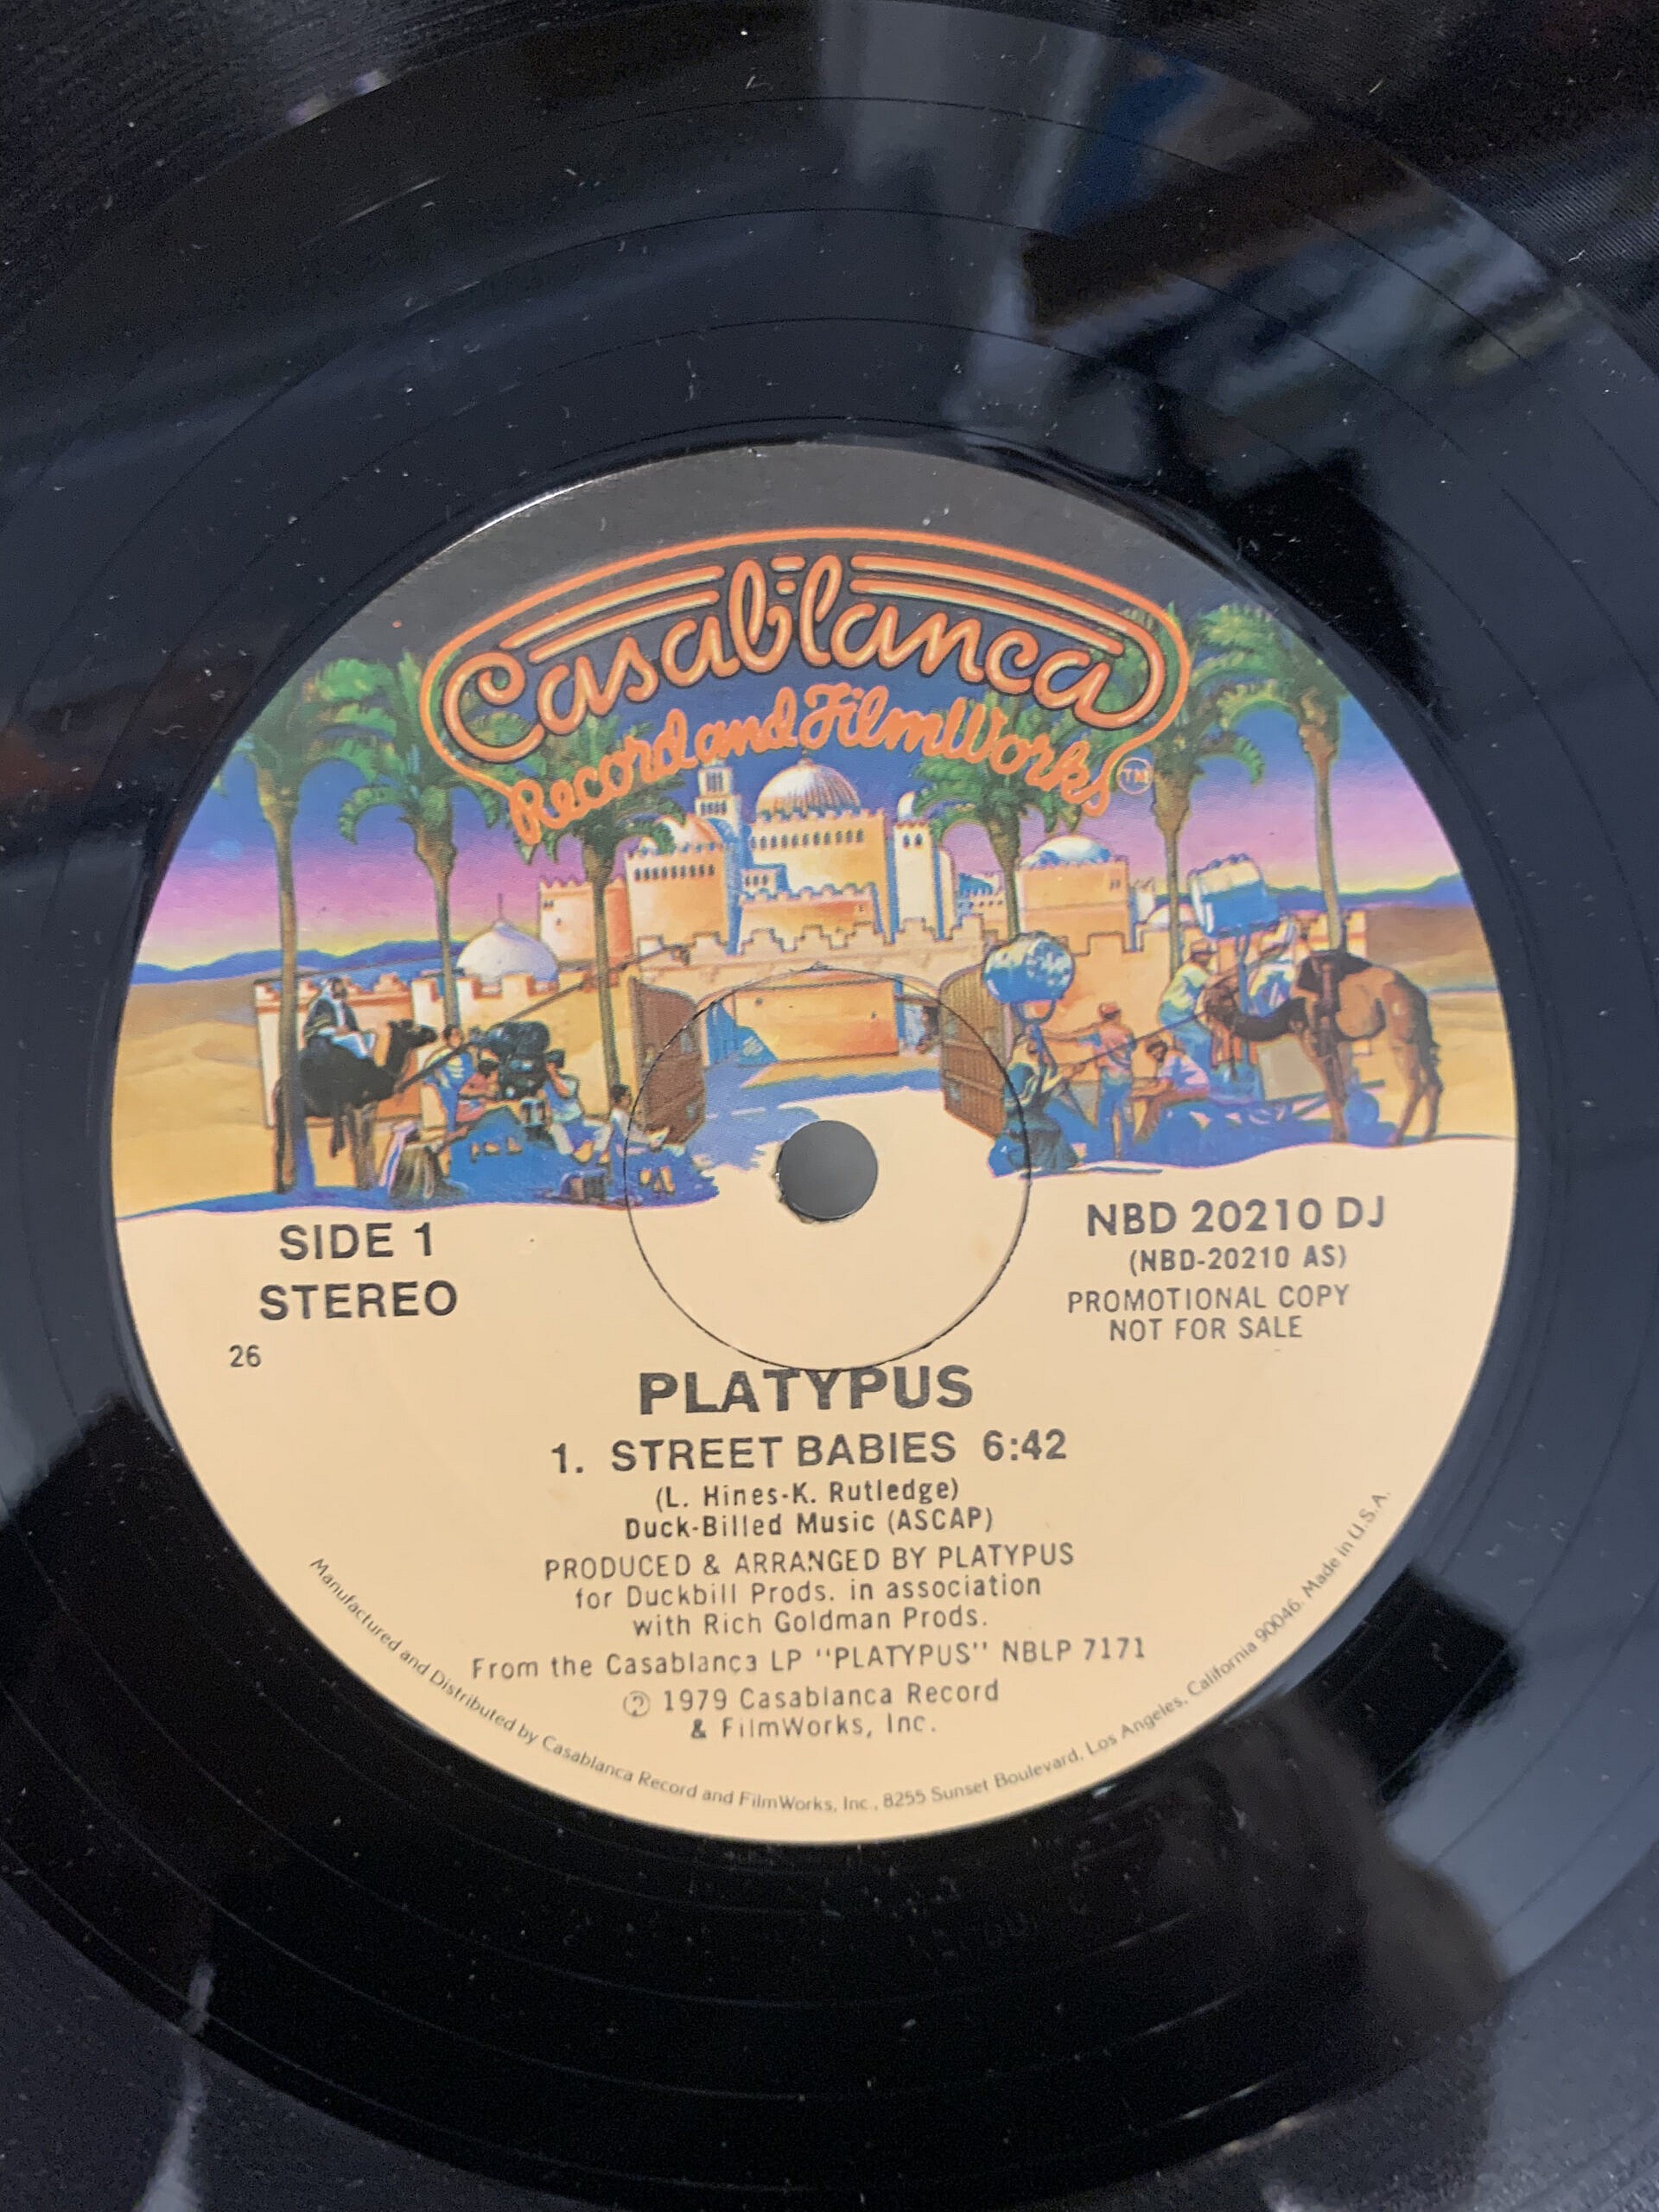 Casablanca
Record and FilmWorks TM
SIDE 1
STEREO
26
NBD 20210 DJ
(NBD-20210 AS)
PROMOTIONAL COPY
NOT FOR SALE
PLATYPUS
1. STREET BABIES 6:42
(L. Hines-K. Rutledge)
Duck-Billed Music (ASCAP)
PRODUCED & ARRANGED BY PLATYPUS
for Duckbill Prods. in association
with Rich Goldman Prods.
From the Casablanca LP "PLATYPUS" NBLP 7171
℗ 1979 Casablanca Record
& FilmWorks, Inc.
Manufactured and Distributed by Casablanca Record and FilmWorks, Inc., 8255 Sunset Boulevard, Los Angeles, California 90046. Made in U.S.A.